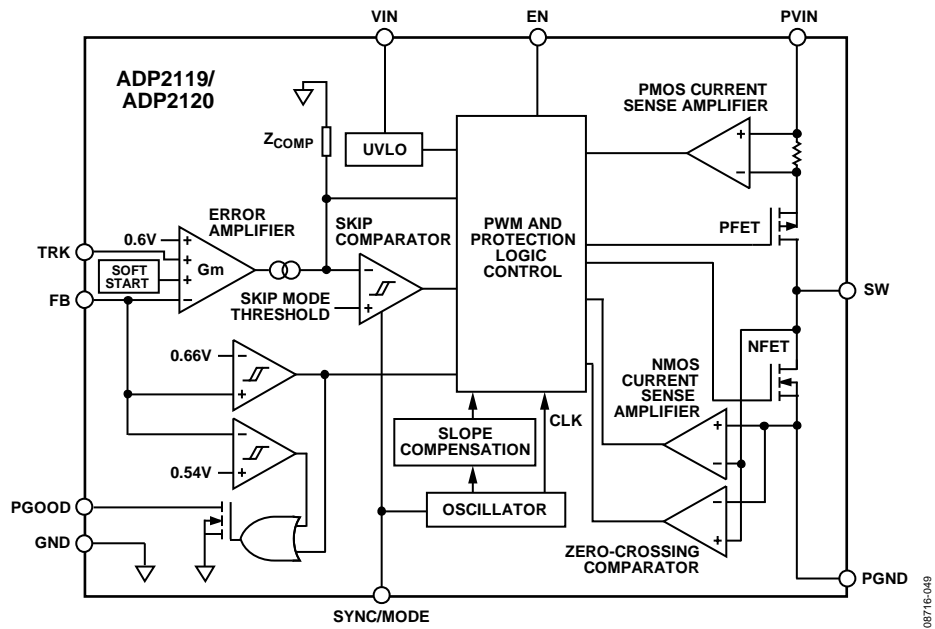 VIN
EN
PVIN
ADP2119/
ADP2120
PMOS CURRENT
SENSE AMPLIFIER
ZCOMP
UVLO
+
−
ERROR
AMPLIFIER
SKIP
COMPARATOR
PWM AND
PROTECTION
LOGIC
CONTROL
PFET
TRK
0.6V
+
+
SOFT
START
+
Gm
−
FB
−
SKIP MODE
THRESHOLD
+
SW
NFET
0.66V
−
+
NMOS
CURRENT
SENSE
AMPLIFIER
−
0.54V
+
SLOPE
COMPENSATION
CLK
+
−
PGOOD
OSCILLATOR
−
+
GND
ZERO-CROSSING
COMPARATOR
PGND
SYNC/MODE
08716-049